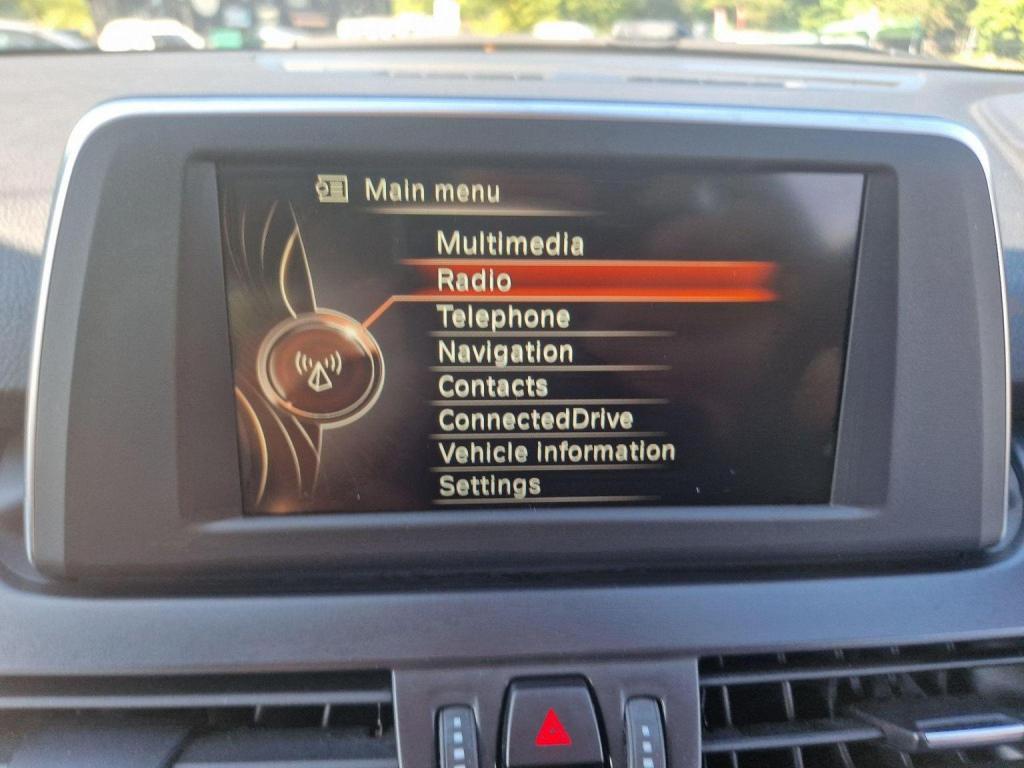 Main menu
Multimedia
Radio
Telephone
Navigation
Contacts
ConnectedDrive
Vehicle information
Settings